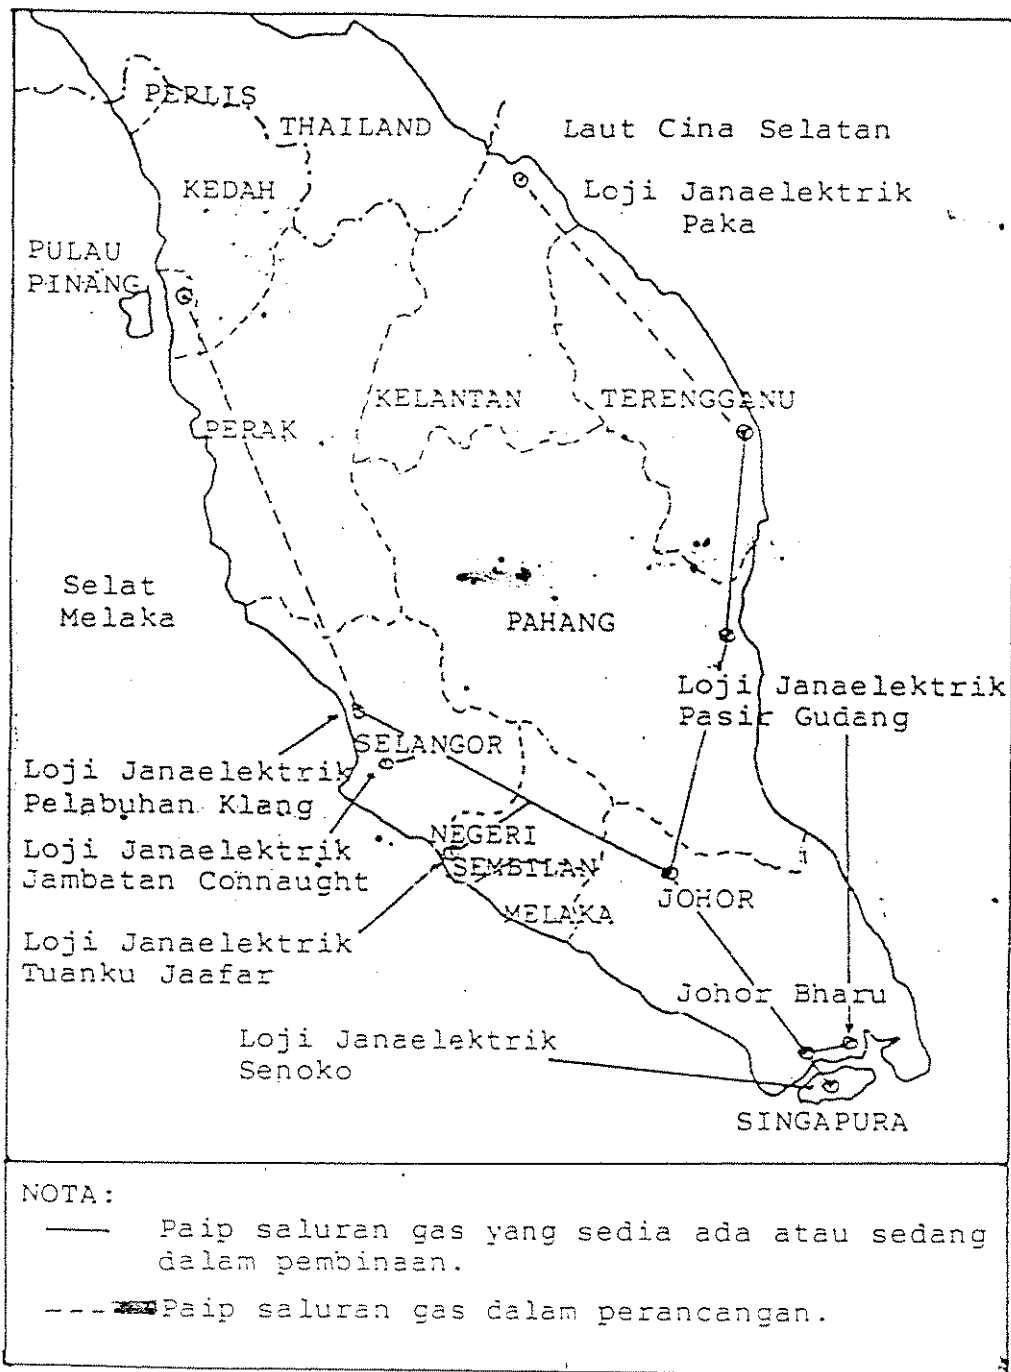 PERLIS
THAILAND
Laut Cina Selatan
KEDAH
Loji Janaelektrik
Paka
PULAU
PINANG
KELANTAN
TERENGGANU
PERAK
Selat
Melaka
PAHANG
Loji Janaelektrik
Pasir Gudang
SELANGOR
Loji Janaelektrik
Pelabuhan Klang
NEGERI
SEMBILAN
Loji Janaelektrik
Jambatan Connaught
JOHOR
MELAKA
Loji Janaelektrik
Tuanku Jaafar
Johor Bharu
Loji Janaelektrik
Senoko
SINGAPURA
NOTA:
Paip saluran gas yang sedia ada atau sedang
dalam pembinaan.
Paip saluran gas dalam perancangan.